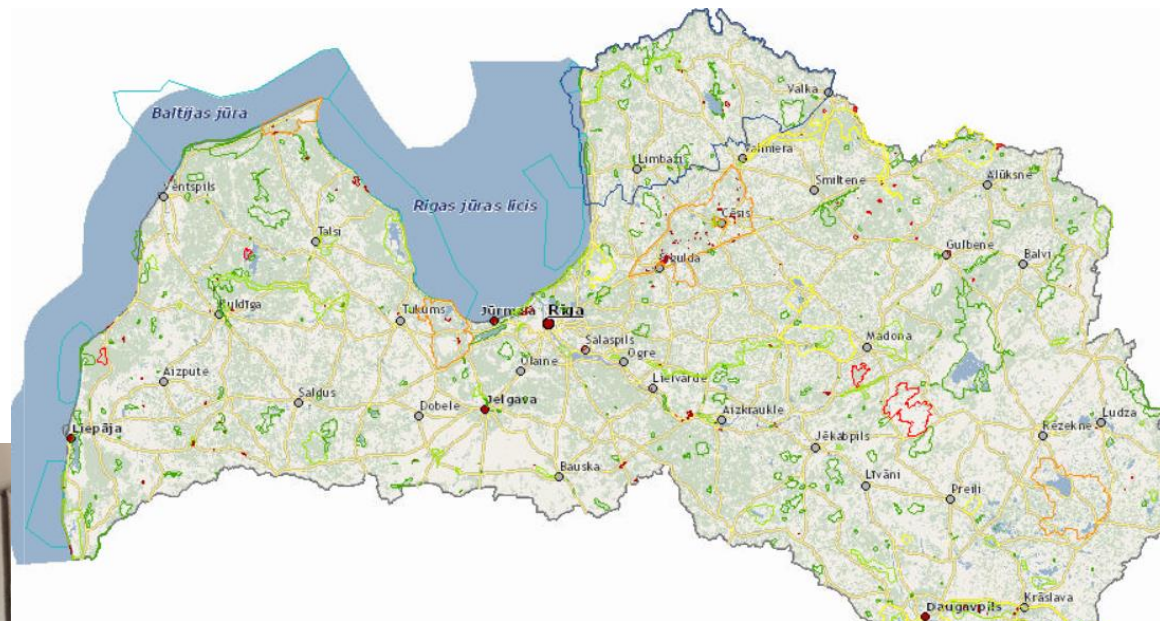 Valka
Baltijas jūra
Limbaži
Valmiera
Smiltene
Alūksne
Ventspils
Rīgas jūras līcis
Cēsis
Talsi
Gulbene
Balvi
Sigulda
Kuldīga
Tukums
Jūrmala
Rīga
Salaspils
Madona
Olaine
Ogre
Aizpute
Lielvārde
Saldus
Jelgava
Dobele
Aizkraukle
Ludza
Liepāja
Rēzekne
Jēkabpils
Bauska
Līvāni
Preiļi
Krāslava
Daugavpils